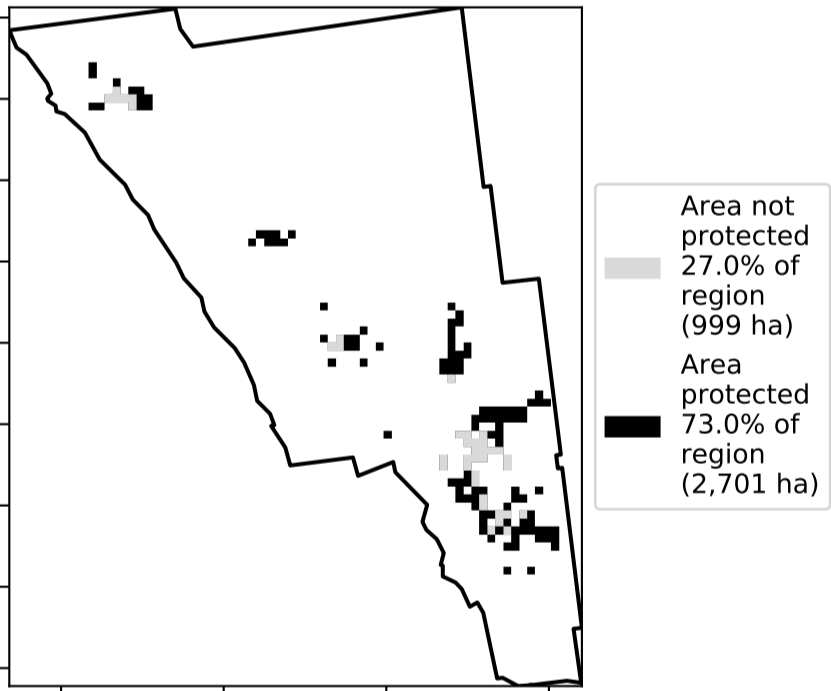 Area not
protected
27.0% of
region
(999 ha)
Area
protected
73.0% of
region
(2,701 ha)